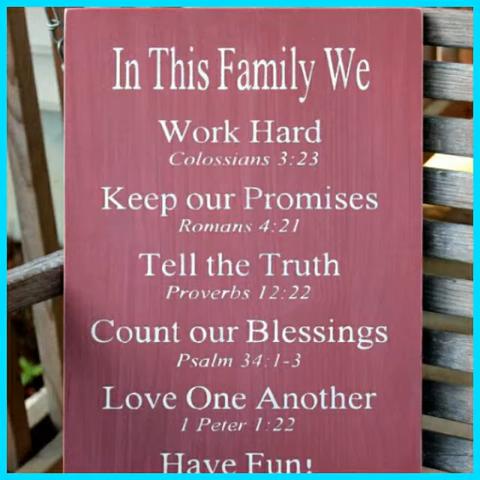 In This Family We
Work Hard
Colossians 3:23
Keep our Promises
Romans 4:21
Tell the Truth
Proverbs 12:22
Count our Blessings
Psalm 34:1-3
Love One Another
1 Peter 1:22
Have Fun!